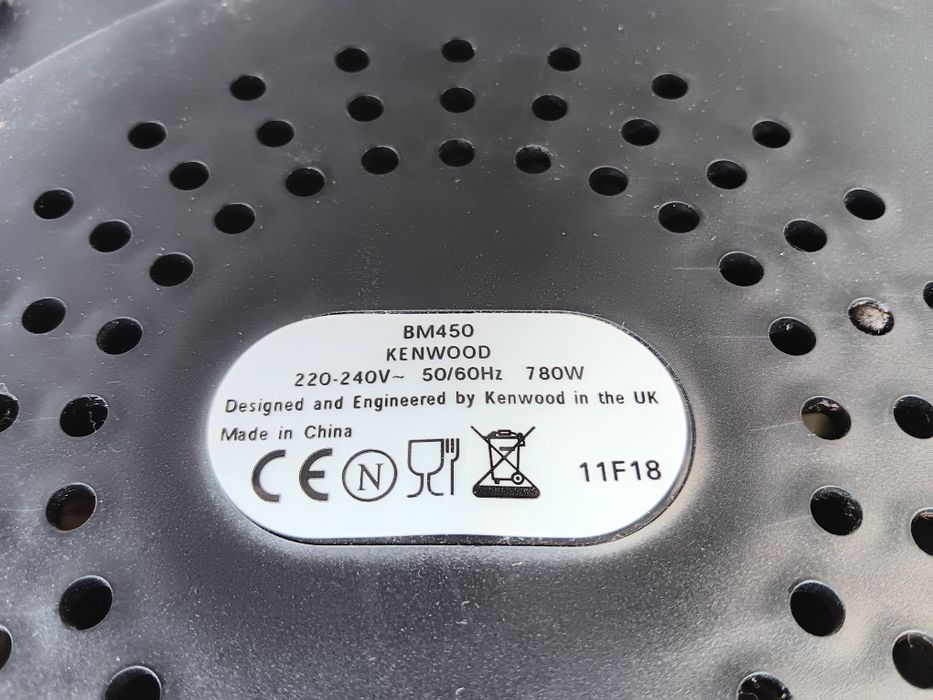 BM450
KENWOOD
220-240V~ 50/60Hz 780W
Designed and Engineered by Kenwood in the UK
Made in China
CE N 11F18